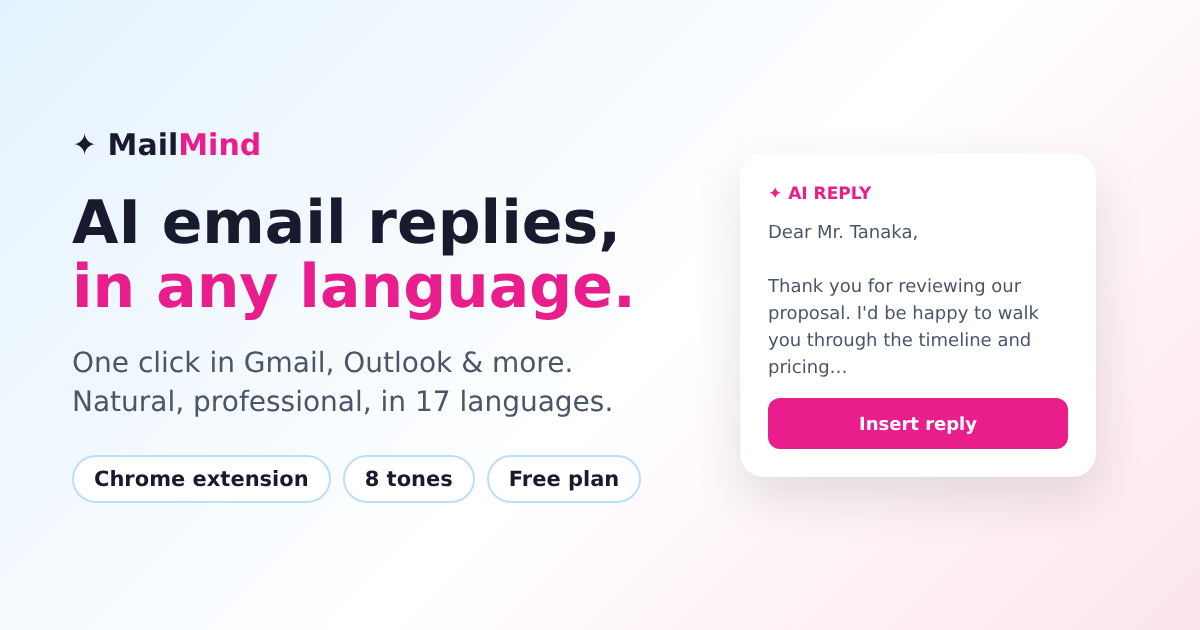 ✦ MailMind
AI email replies,
in any language.
One click in Gmail, Outlook & more.
Natural, professional, in 17 languages.
Chrome extension
8 tones
Free plan
✦ AI REPLY
Dear Mr. Tanaka,
Thank you for reviewing our
proposal. I'd be happy to walk
you through the timeline and
pricing…
Insert reply